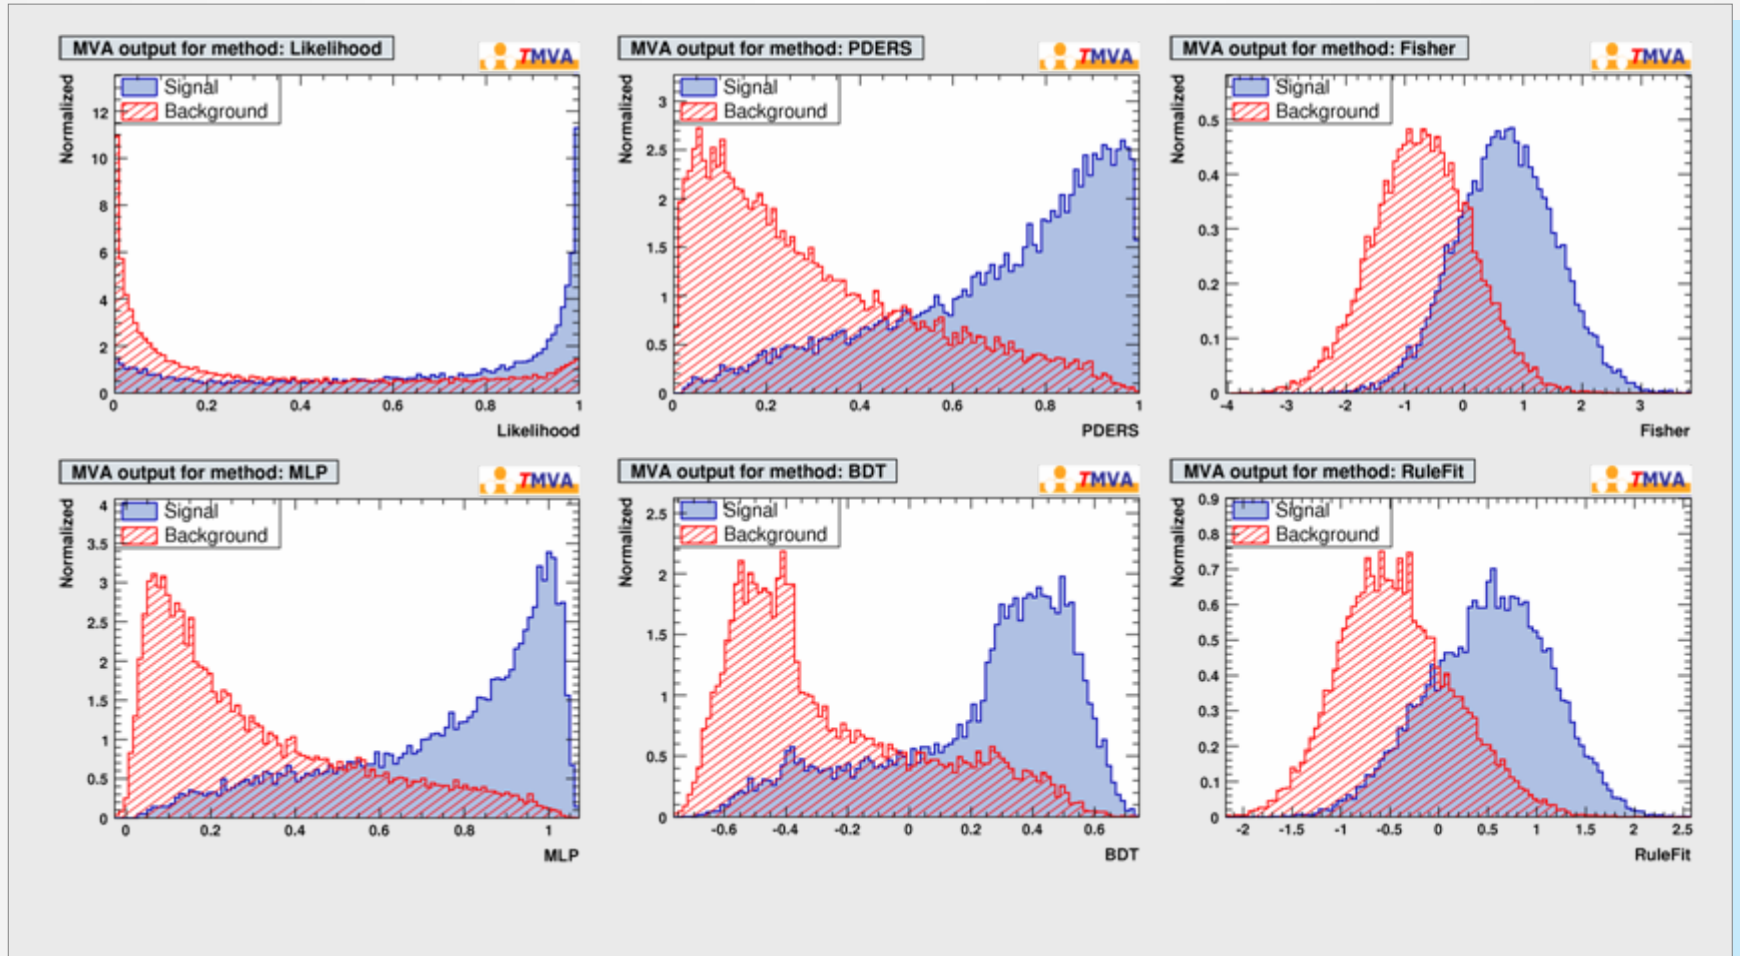 MVA output for method: Likelihood
TMVA
Normalized
Signal
Background
12
10
8
6
4
2
0
0 0.2 0.4 0.6 0.8 1
Likelihood
MVA output for method: PDERS
TMVA
Normalized
Signal
Background
3
2.5
2
1.5
1
0.5
0
0 0.2 0.4 0.6 0.8 1
PDERS
MVA output for method: Fisher
TMVA
Normalized
Signal
Background
0.5
0.4
0.3
0.2
0.1
0
-4 -3 -2 -1 0 1 2 3
Fisher
MVA output for method: MLP
TMVA
Normalized
Signal
Background
4
3.5
3
2.5
2
1.5
1
0.5
0
0 0.2 0.4 0.6 0.8 1
MLP
MVA output for method: BDT
TMVA
Normalized
Signal
Background
2.5
2
1.5
1
0.5
0
-0.6 -0.4 -0.2 0 0.2 0.4 0.6
BDT
MVA output for method: RuleFit
TMVA
Normalized
Signal
Background
0.9
0.8
0.7
0.6
0.5
0.4
0.3
0.2
0.1
0
-2 -1.5 -1 -0.5 0 0.5 1 1.5 2 2.5
RuleFit